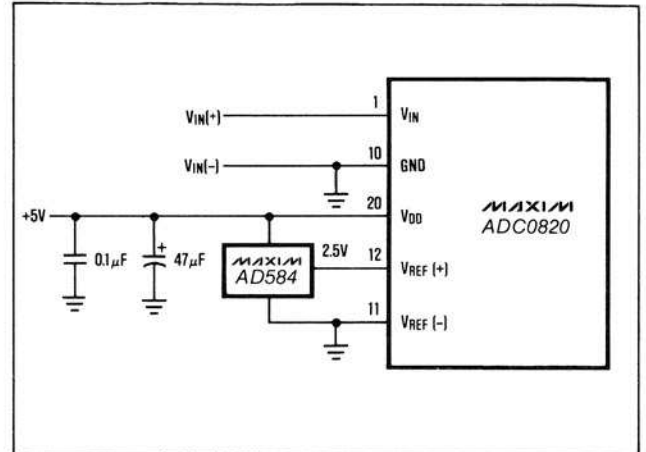 1
VIN(+)
VIN
10
VIN(-)
GND
20
+5V
VDD
MAXIM
ADC0820
0.1µF
+
47µF
MAXIM
AD584
2.5V
12
VREF (+)
11
VREF (-)